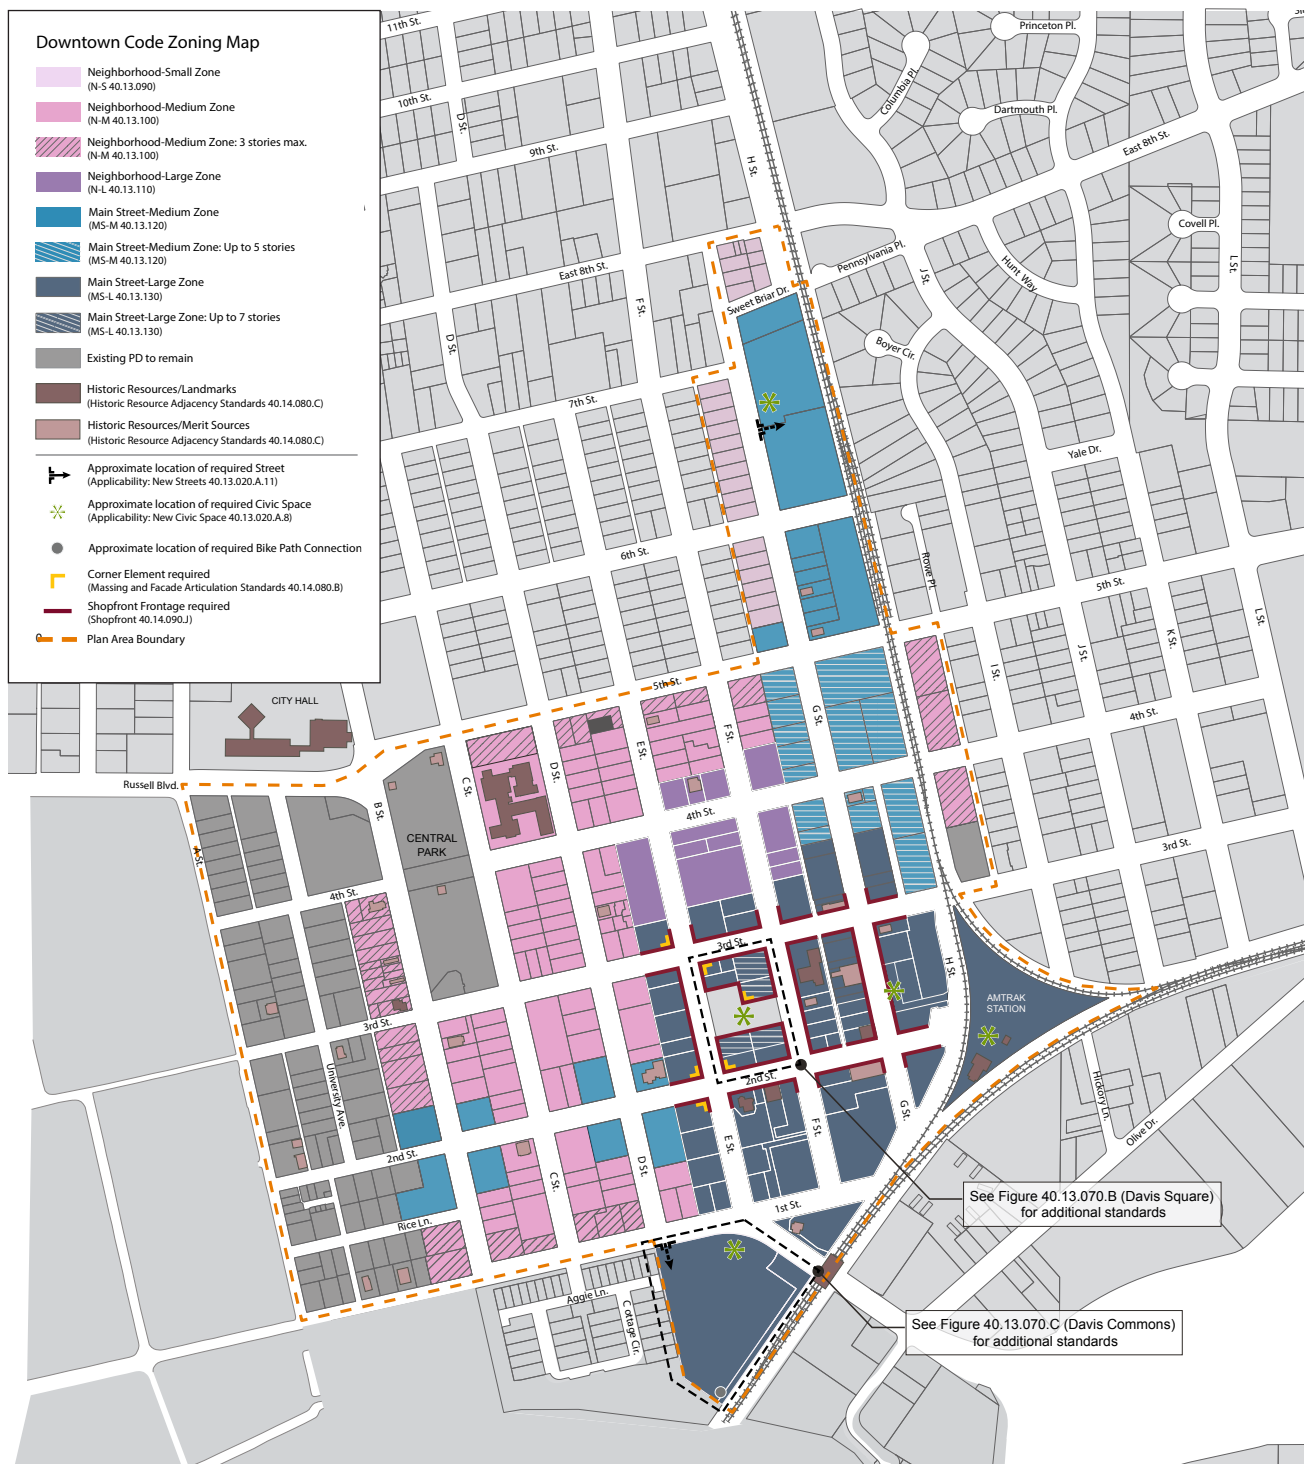 Downtown Code Zoning Map
Neighborhood-Small Zone
(N-S 40.13.090)
Neighborhood-Medium Zone
(N-M 40.13.100)
Neighborhood-Medium Zone: 3 stories max.
(N-M 40.13.100)
Neighborhood-Large Zone
(N-L 40.13.110)
Main Street-Medium Zone
(MS-M 40.13.120)
Main Street-Medium Zone: Up to 5 stories
(MS-M 40.13.120)
Main Street-Large Zone
(MS-L 40.13.130)
Main Street-Large Zone: Up to 7 stories
(MS-L 40.13.130)
Existing PD to remain
Historic Resources/Landmarks
(Historic Resource Adjacency Standards 40.14.080.C)
Historic Resources/Merit Sources
(Historic Resource Adjacency Standards 40.14.080.C)
Approximate location of required Street
(Applicability: New Streets 40.13.020.A.11)
Approximate location of required Civic Space
(Applicability: New Civic Space 40.13.020.A.8)
Approximate location of required Bike Path Connection
Corner Element required
(Massing and Facade Articulation Standards 40.14.080.B)
Shopfront Frontage required
(Shopfront 40.14.090.J)
Plan Area Boundary
11th St.
10th St.
D St.
9th St.
H St.
Princeton Pl.
Columbia Pl.
Dartmouth Pl.
East 8th St.
Covell Pl.
L St.
Pennsylvania Pl.
J St.
Hunt Way
East 8th St.
F St.
Sweet Briar Dr.
D St.
Boyer Cir.
7th St.
Yale Dr.
6th St.
Rowe Pl.
5th St.
L St.
K St.
J St.
I St.
5th St.
CITY HALL
G St.
4th St.
F St.
E St.
D St.
C St.
Russell Blvd.
B St.
4th St.
CENTRAL
PARK
3rd St.
A St.
4th St.
3rd St.
H St.
AMTRAK
STATION
3rd St.
University Ave.
2nd St.
Hickory Ln.
Olive Dr.
G St.
F St.
E St.
D St.
C St.
2nd St.
Rice Ln.
1st St.
See Figure 40.13.070.B (Davis Square)
for additional standards
Aggie Ln.
Cottage Cir.
See Figure 40.13.070.C (Davis Commons)
for additional standards